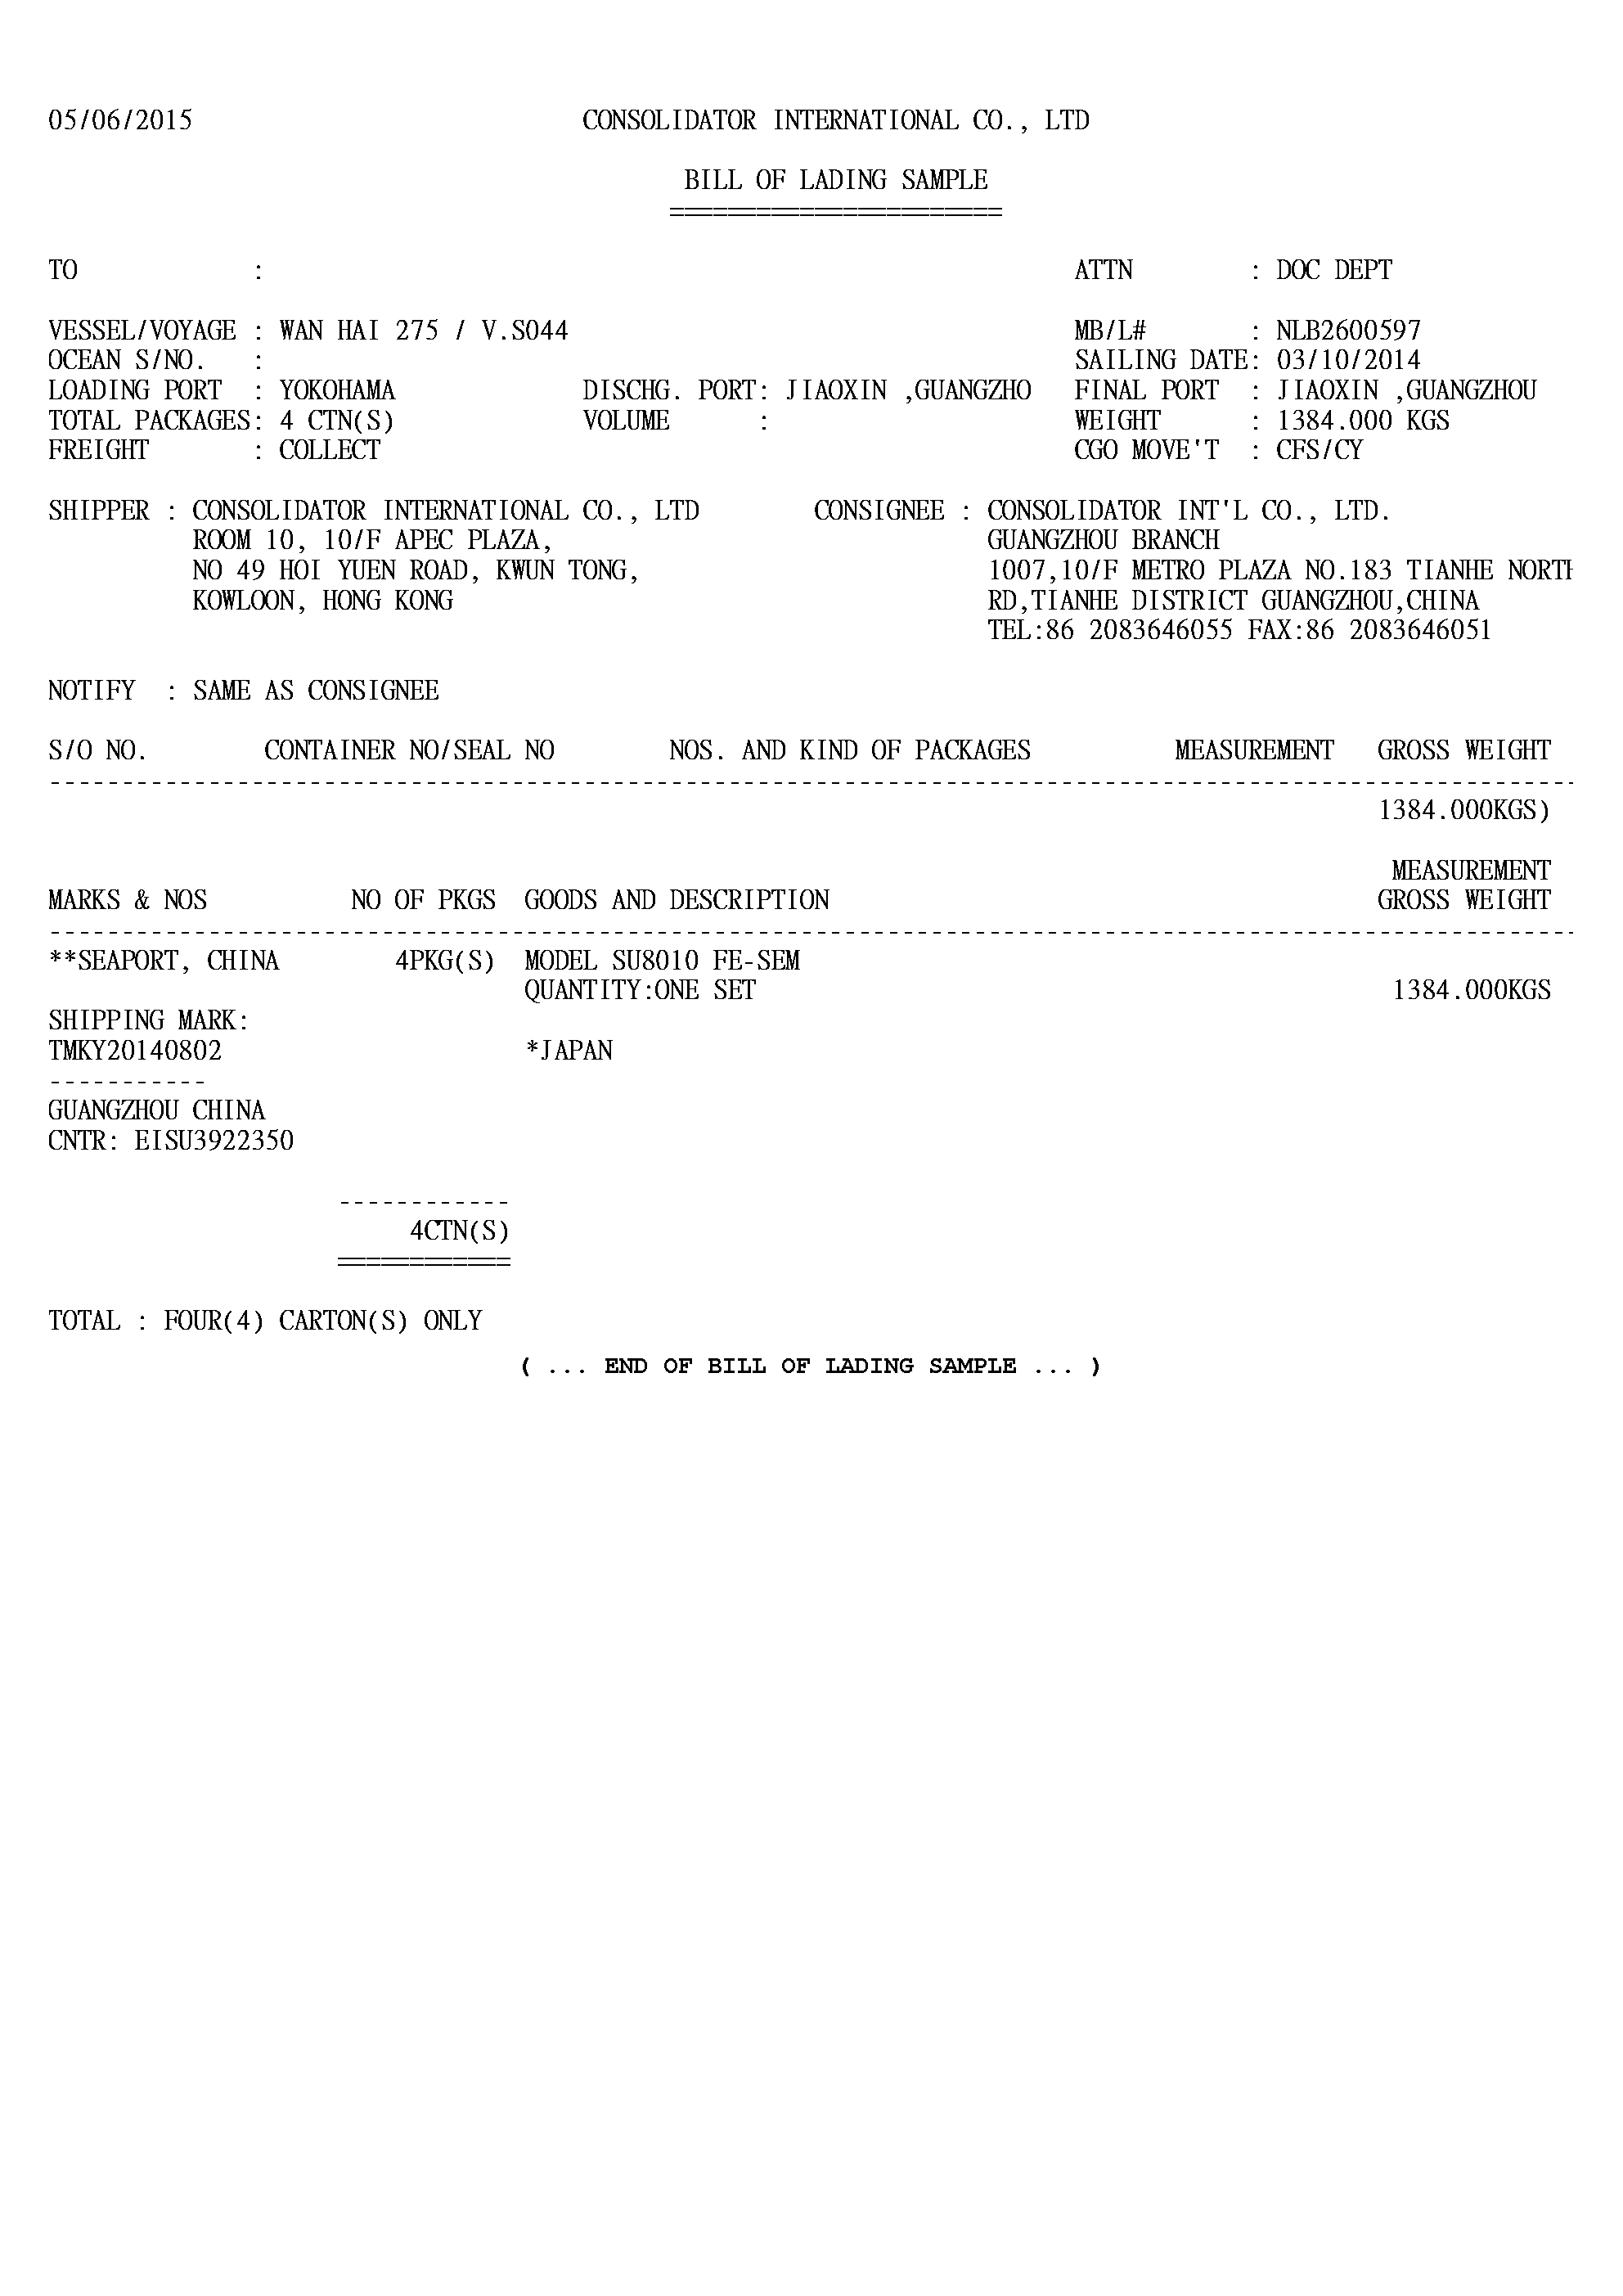 05/06/2015 CONSOLIDATOR INTERNATIONAL CO., LTD
BILL OF LADING SAMPLE
=======================
TO : ATTN : DOC DEPT
VESSEL/VOYAGE : WAN HAI 275 / V.S044 MB/L# : NLB2600597
OCEAN S/NO. : SAILING DATE: 03/10/2014
LOADING PORT : YOKOHAMA DISCHG. PORT: JIAOXIN ,GUANGZHO FINAL PORT : JIAOXIN ,GUANGZHOU
TOTAL PACKAGES: 4 CTN(S) VOLUME : WEIGHT : 1384.000 KGS
FREIGHT : COLLECT CGO MOVE'T : CFS/CY
SHIPPER : CONSOLIDATOR INTERNATIONAL CO., LTD CONSIGNEE : CONSOLIDATOR INT'L CO., LTD.
ROOM 10, 10/F APEC PLAZA, GUANGZHOU BRANCH
NO 49 HOI YUEN ROAD, KWUN TONG, 1007,10/F METRO PLAZA NO.183 TIANHE NORTH
KOWLOON, HONG KONG RD,TIANHE DISTRICT GUANGZHOU,CHINA
TEL:86 2083646055 FAX:86 2083646051
NOTIFY : SAME AS CONSIGNEE
S/O NO. CONTAINER NO/SEAL NO NOS. AND KIND OF PACKAGES MEASUREMENT GROSS WEIGHT
----------------------------------------------------------------------------------------------------------
1384.000KGS)
MEASUREMENT
MARKS & NOS NO OF PKGS GOODS AND DESCRIPTION GROSS WEIGHT
----------------------------------------------------------------------------------------------------------
**SEAPORT, CHINA 4PKG(S) MODEL SU8010 FE-SEM
QUANTITY:ONE SET 1384.000KGS
SHIPPING MARK:
TMKY20140802 *JAPAN
-----------
GUANGZHOU CHINA
CNTR: EISU3922350
------------
4CTN(S)
============
TOTAL : FOUR(4) CARTON(S) ONLY
( ... END OF BILL OF LADING SAMPLE ... )